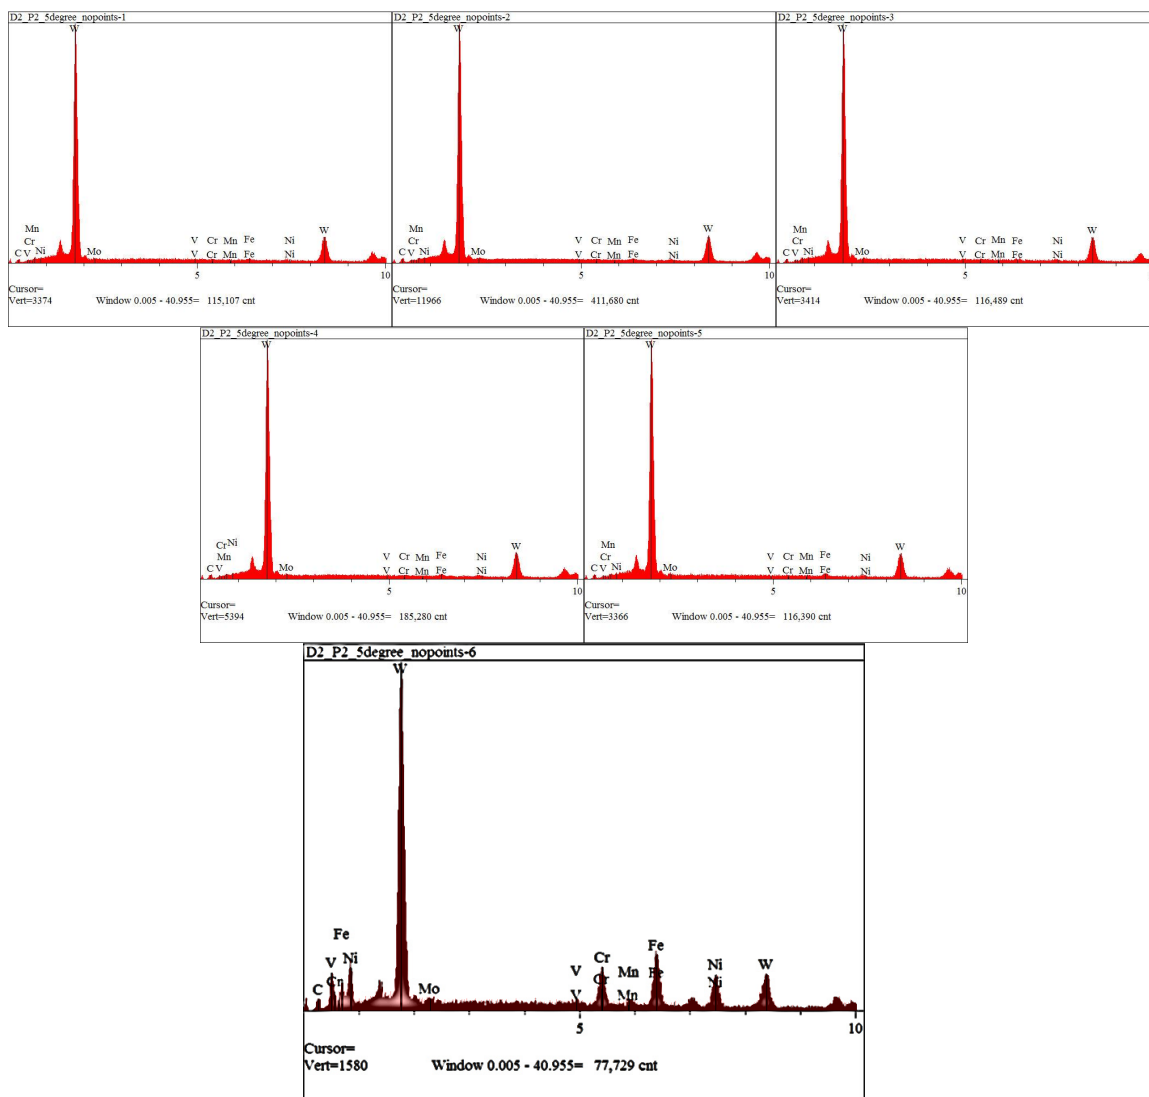 D2_P2_5degree_nopoints-1
W
Mn
Cr
C V Ni Mo
V Cr Mn Fe Ni W
V Cr Mn Fe Ni
5 10
Cursor=
Vert=3374 Window 0.005 - 40.955= 115,107 cnt
D2_P2_5degree_nopoints-2
W
Mn
Cr
C V Ni Mo
V Cr Mn Fe Ni W
V Cr Mn Fe Ni
5 10
Cursor=
Vert=11966 Window 0.005 - 40.955= 411,680 cnt
D2_P2_5degree_nopoints-3
W
Mn
Cr
C V Ni Mo
V Cr Mn Fe Ni W
V Cr Mn Fe Ni
5
Cursor=
Vert=3414 Window 0.005 - 40.955= 116,489 cnt
D2_P2_5degree_nopoints-4
W
Cr Ni
Mn
C V Mo
V Cr Mn Fe Ni W
V Cr Mn Fe Ni
5 10
Cursor=
Vert=5394 Window 0.005 - 40.955= 185,280 cnt
D2_P2_5degree_nopoints-5
W
Mn
Cr
C V Ni Mo
V Cr Mn Fe Ni W
V Cr Mn Fe Ni
5 10
Cursor=
Vert=3366 Window 0.005 - 40.955= 116,390 cnt
D2_P2_5degree_nopoints-6
W
Fe
V Ni
C Cr Mo
V Cr Mn Fe Ni W
V Cr Mn Fe Ni
5 10
Cursor=
Vert=1580 Window 0.005 - 40.955= 77,729 cnt